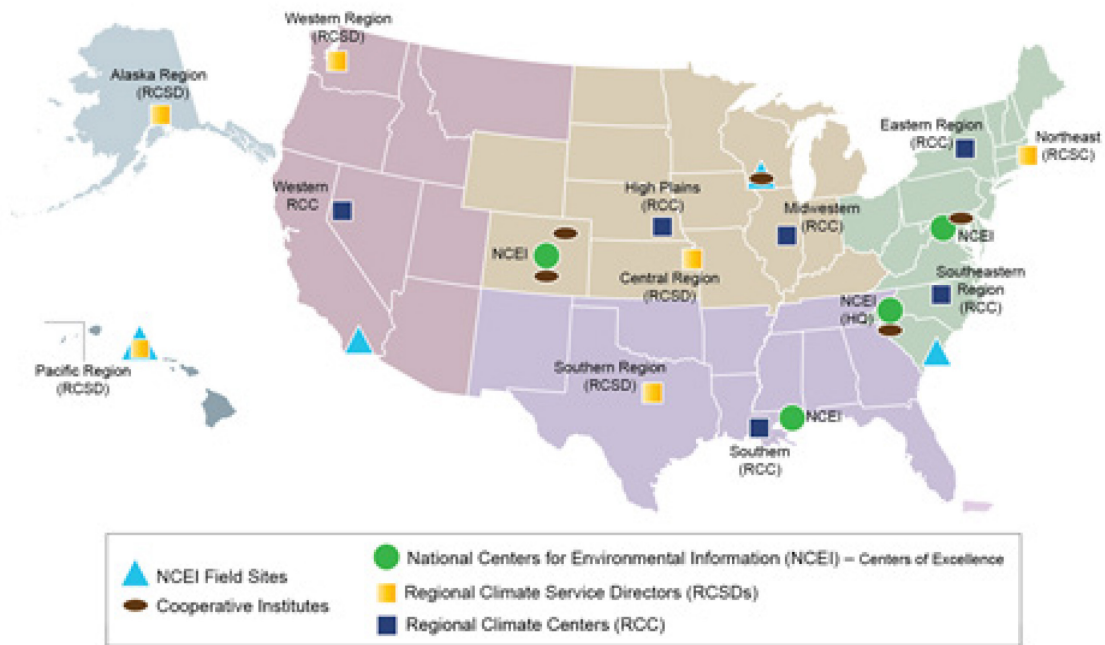 Western Region
(RCSD)
Alaska Region
(RCSD)
Eastern Region
(RCC)
Northeast
(RCSC)
Western
RCC
High Plains
(RCC)
Midwestern
(RCC)
NCEI
NCEI
Central Region
(RCSD)
Southeastern
Region
(RCC)
NCEI
(HQ)
Pacific Region
(RCSD)
Southern Region
(RCSD)
NCEI
Southern
(RCC)
NCEI Field Sites
Cooperative Institutes
National Centers for Environmental Information (NCEI) – Centers of Excellence
Regional Climate Service Directors (RCSDs)
Regional Climate Centers (RCC)